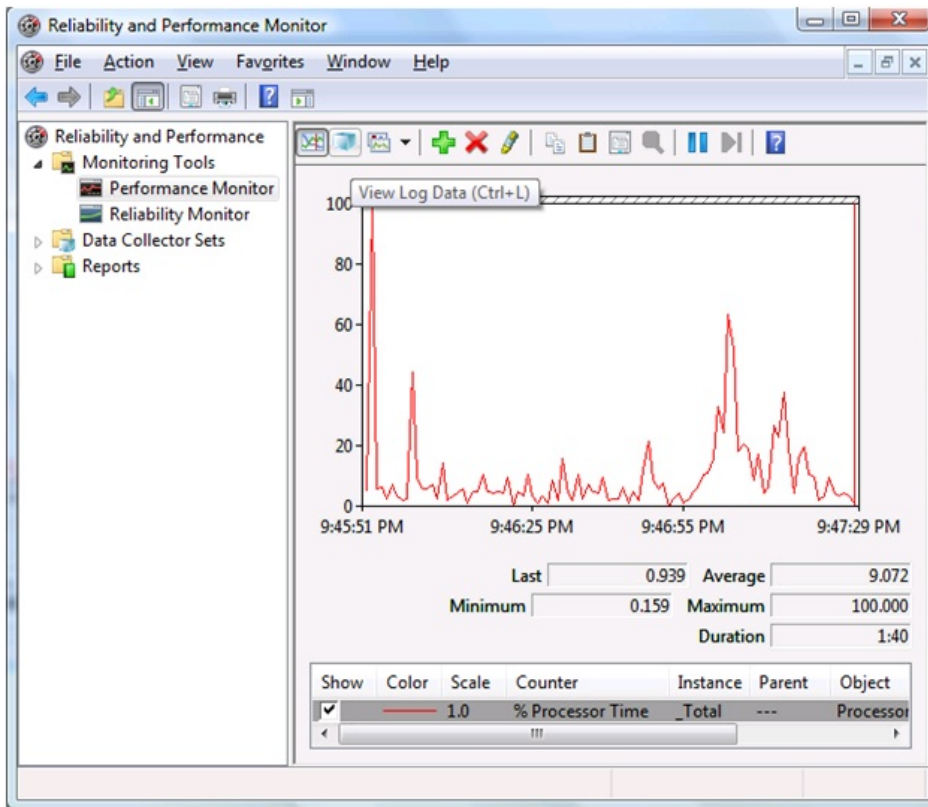 Reliability and Performance Monitor
File Action View Favorites Window Help
Reliability and Performance
Monitoring Tools
Performance Monitor
Reliability Monitor
Data Collector Sets
Reports
View Log Data (Ctrl+L)
100
80
60
40
20
0
9:45:51 PM 9:46:25 PM 9:46:55 PM 9:47:29 PM
Last 0.939 Average 9.072
Minimum 0.159 Maximum 100.000
Duration 1:40
Show Color Scale Counter Instance Parent Object
1.0 % Processor Time _Total --- Processor